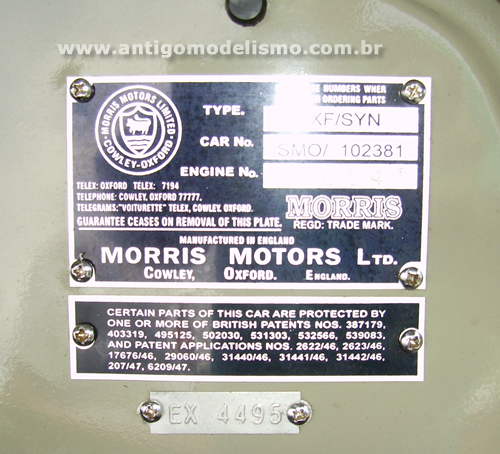 www.antigomodelismo.com.br
NUMBERS WHEN
ORDERING PARTS
MORRIS MOTORS LIMITED
COWLEY-OXFORD
TYPE. XF/SYN
CAR No. SMO/ 102381
ENGINE No.
TELEX: OXFORD TELEX: 7194
TELEPHONE: COWLEY, OXFORD 77777.
TELEGRAMS: "VOITURETTE" TELEX, COWLEY, OXFORD.
GUARANTEE CEASES ON REMOVAL OF THIS PLATE.
MORRIS
REGD: TRADE MARK.
MANUFACTURED IN ENGLAND
MORRIS MOTORS LTD.
COWLEY, OXFORD. ENGLAND.
CERTAIN PARTS OF THIS CAR ARE PROTECTED BY
ONE OR MORE OF BRITISH PATENTS NOS. 387179,
403319, 495125, 502030, 531303, 532566, 539083,
AND PATENT APPLICATIONS NOS. 2622/46, 2623/46,
17676/46, 29060/46, 31440/46, 31441/46, 31442/46,
207/47, 6209/47.
EX 4495